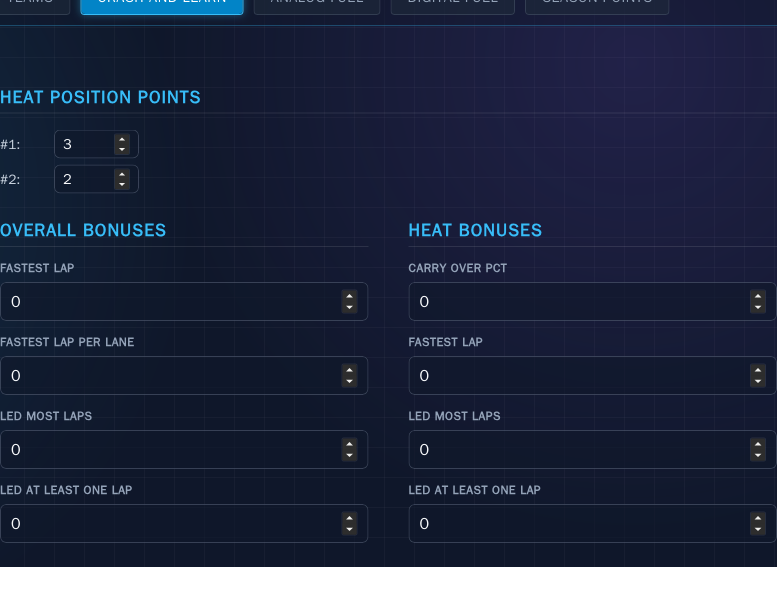 TEAMS CRASH AND LEARN ANALOG FUEL DIGITAL FUEL SEASON POINTS
HEAT POSITION POINTS
#1: 3
#2: 2
OVERALL BONUSES
FASTEST LAP
0
FASTEST LAP PER LANE
0
LED MOST LAPS
0
LED AT LEAST ONE LAP
0
HEAT BONUSES
CARRY OVER PCT
0
FASTEST LAP
0
LED MOST LAPS
0
LED AT LEAST ONE LAP
0